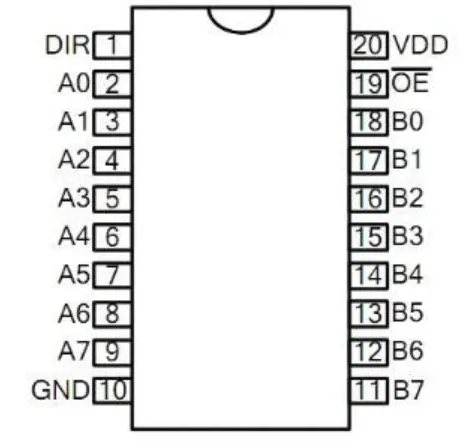 DIR 1 20 VDD
A0 2 19 O̅E̅
A1 3 18 B0
A2 4 17 B1
A3 5 16 B2
A4 6 15 B3
A5 7 14 B4
A6 8 13 B5
A7 9 12 B6
GND 10 11 B7